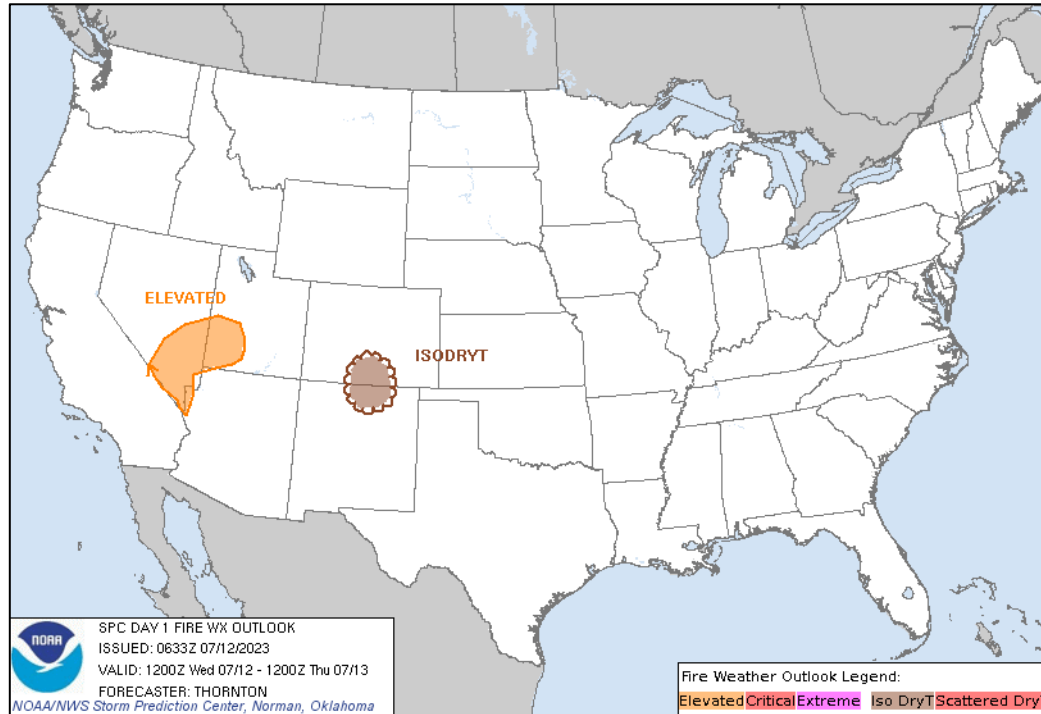 ELEVATED
ISODRYT
NOAA
SPC DAY 1 FIRE WX OUTLOOK
ISSUED: 0633Z 07/12/2023
VALID: 1200Z Wed 07/12 - 1200Z Thu 07/13
FORECASTER: THORNTON
NOAA/NWS Storm Prediction Center, Norman, Oklahoma
Fire Weather Outlook Legend:
Elevated Critical Extreme Iso DryT Scattered Dry